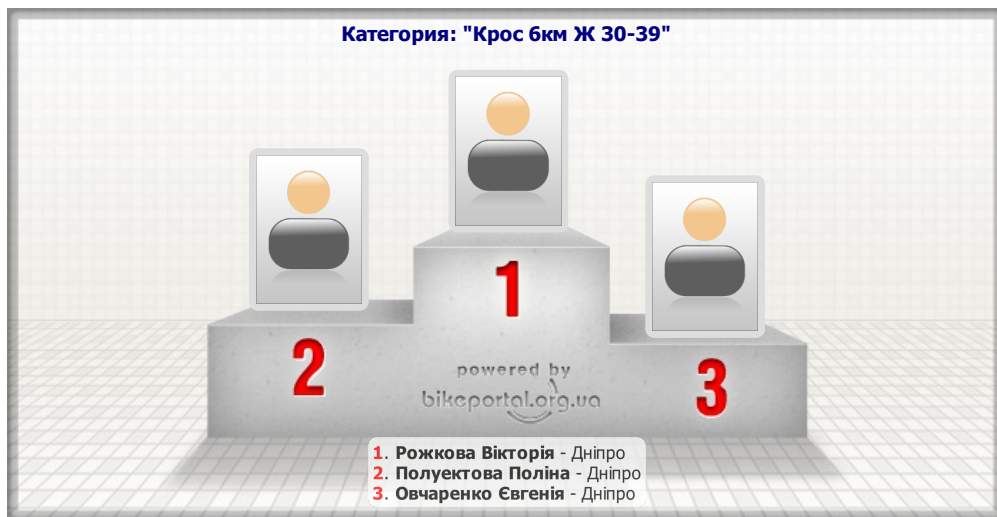 Категория: "Крос 6км Ж 30-39"
1
2
3
powered by
bikeportal.org.ua
1. Рожкова Вікторія - Дніпро
2. Полуектова Поліна - Дніпро
3. Овчаренко Євгенія - Дніпро